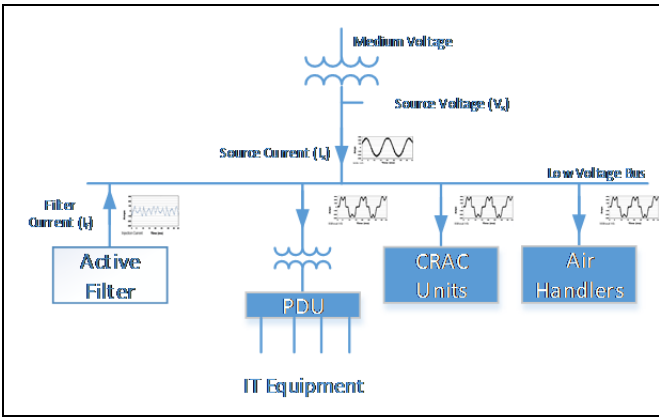 Medium Voltage
Source Voltage (Vs)
Source Current (Is)
Low Voltage Bus
Filter
Current (If)
Active
Filter
PDU
CRAC
Units
Air
Handlers
IT Equipment